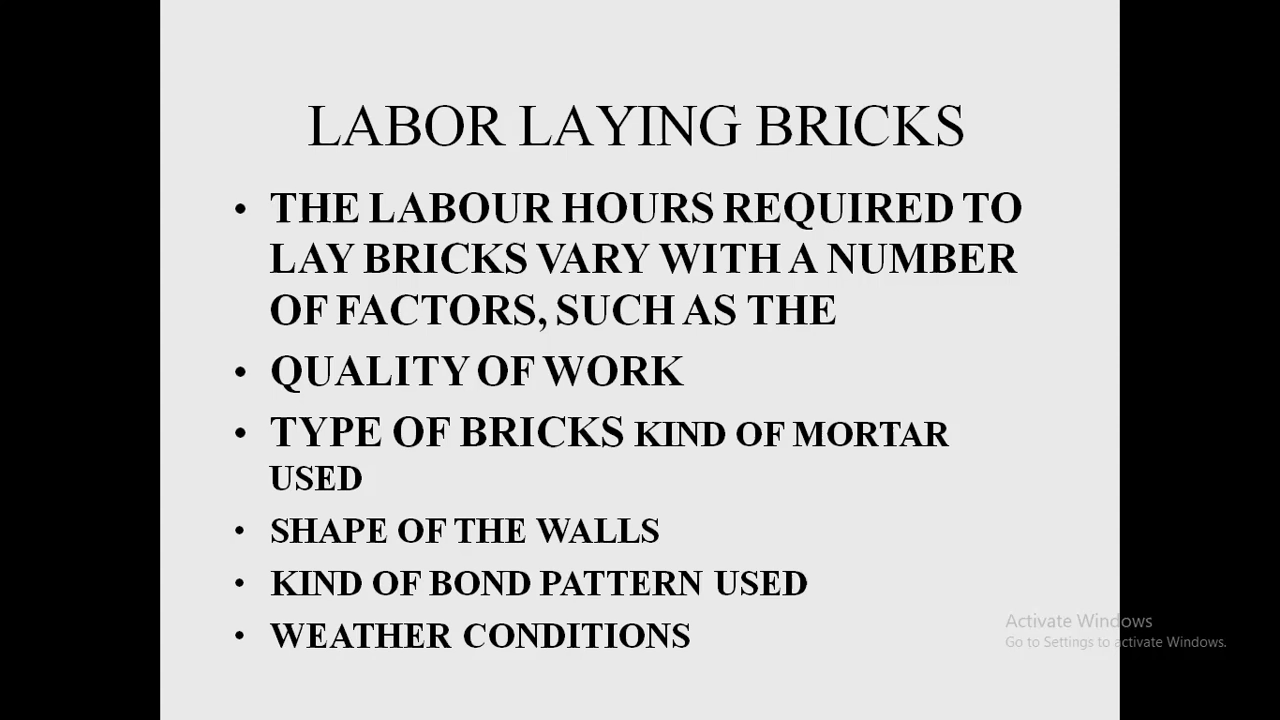 LABOR LAYING BRICKS
• THE LABOUR HOURS REQUIRED TO
LAY BRICKS VARY WITH A NUMBER
OF FACTORS, SUCH AS THE
• QUALITY OF WORK
• TYPE OF BRICKS KIND OF MORTAR
USED
• SHAPE OF THE WALLS
• KIND OF BOND PATTERN USED
• WEATHER CONDITIONS
Activate Windows
Go to Settings to activate Windows.